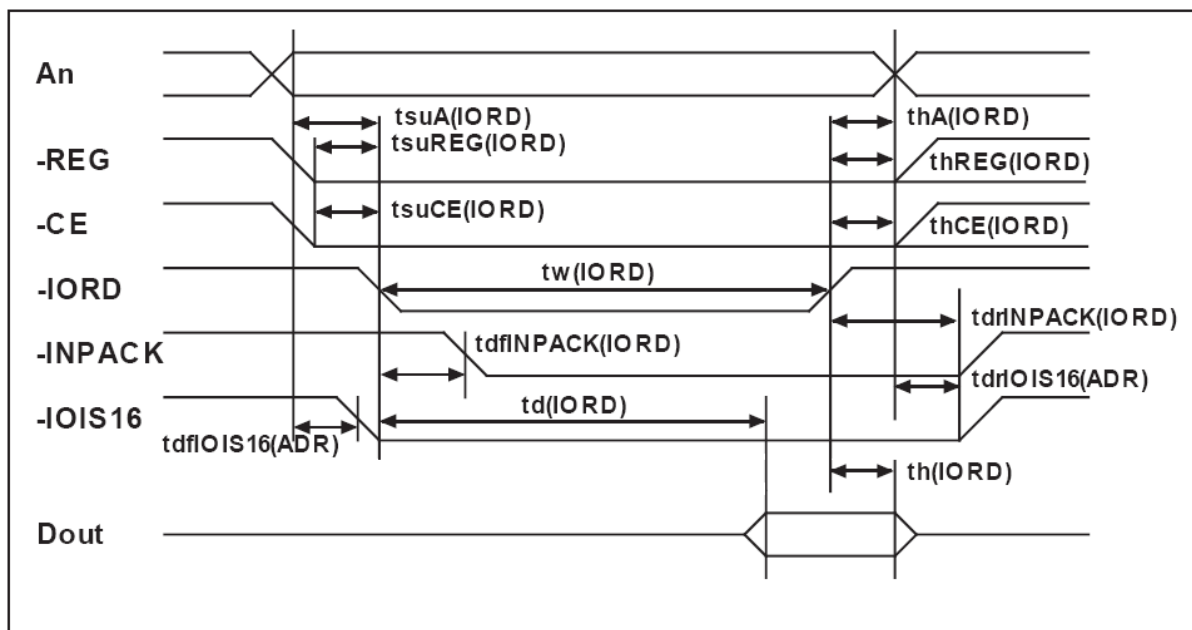 An
tsuA(IORD)
thA(IORD)
tsuREG(IORD)
-REG
thREG(IORD)
tsuCE(IORD)
-CE
thCE(IORD)
-IORD
tw(IORD)
tdrINPACK(IORD)
-INPACK
tdfINPACK(IORD)
tdrIOIS16(ADR)
-IOIS16
td(IORD)
tdfIOIS16(ADR)
th(IORD)
Dout